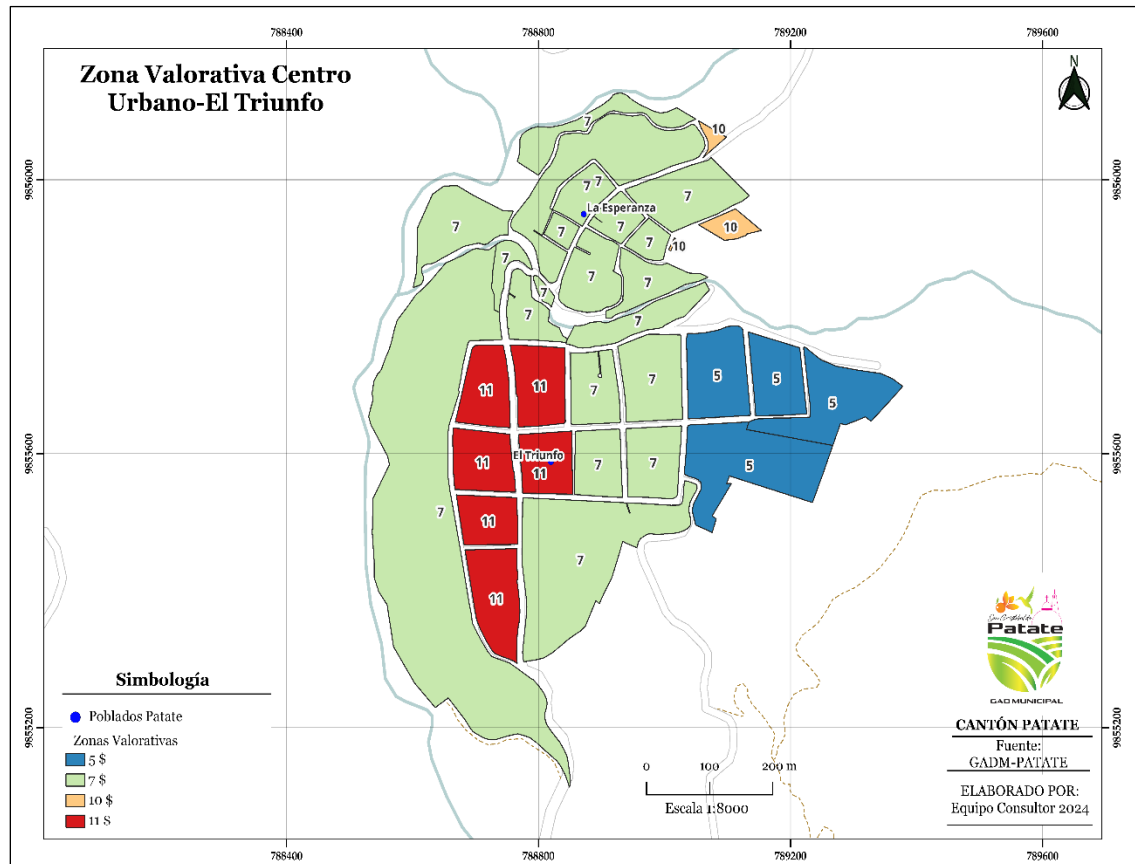 788400
788800
789200
789600
Zona Valorativa Centro
Urbano-El Triunfo
N
9856000
9856000
7
10
7
7
7
La Esperanza
7
7
7
7
10
10
7
7
7
7
7
7
11
11
7
7
5
5
5
9855600
9855600
El Triunfo
11
11
7
7
5
7
11
7
11
Simbología
Poblados Patate
Zonas Valorativas
5 $
7 $
10 $
11 $
9855200
9855200
0 100 200 m
Escala 1:8000
San Cristóbal de
Patate
GAD MUNICIPAL
CANTÓN PATATE
Fuente:
GADM-PATATE
ELABORADO POR:
Equipo Consultor 2024
788400
788800
789200
789600